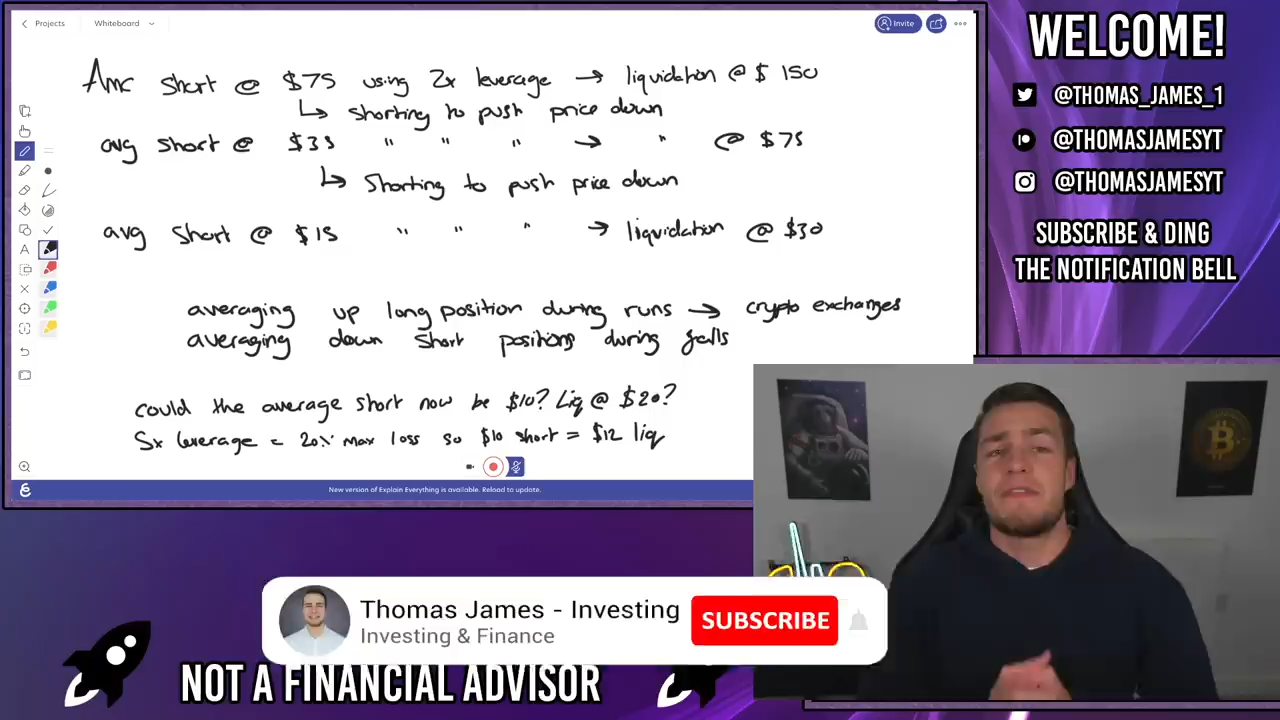 Projects
Whiteboard
Invite
Amc short @ $75 using 2x leverage → liquidation @ $ 150
↳ shorting to push price down
avg short @ $35 " " " → " @ $75
↳ Shorting to push price down
avg short @ $15 " " " → liquidation @ $30
averaging up long position during runs → crypto exchanges
averaging down short positions during falls
could the average short now be $10? Liq @ $20?
5x leverage = 20% max loss so $10 short = $12 liq
New version of Explain Everything is available. Reload to update.
WELCOME!
@THOMAS_JAMES_1
@THOMASJAMESYT
@THOMASJAMESYT
SUBSCRIBE & DING
THE NOTIFICATION BELL
Thomas James - Investing
Investing & Finance
SUBSCRIBE
NOT A FINANCIAL ADVISOR